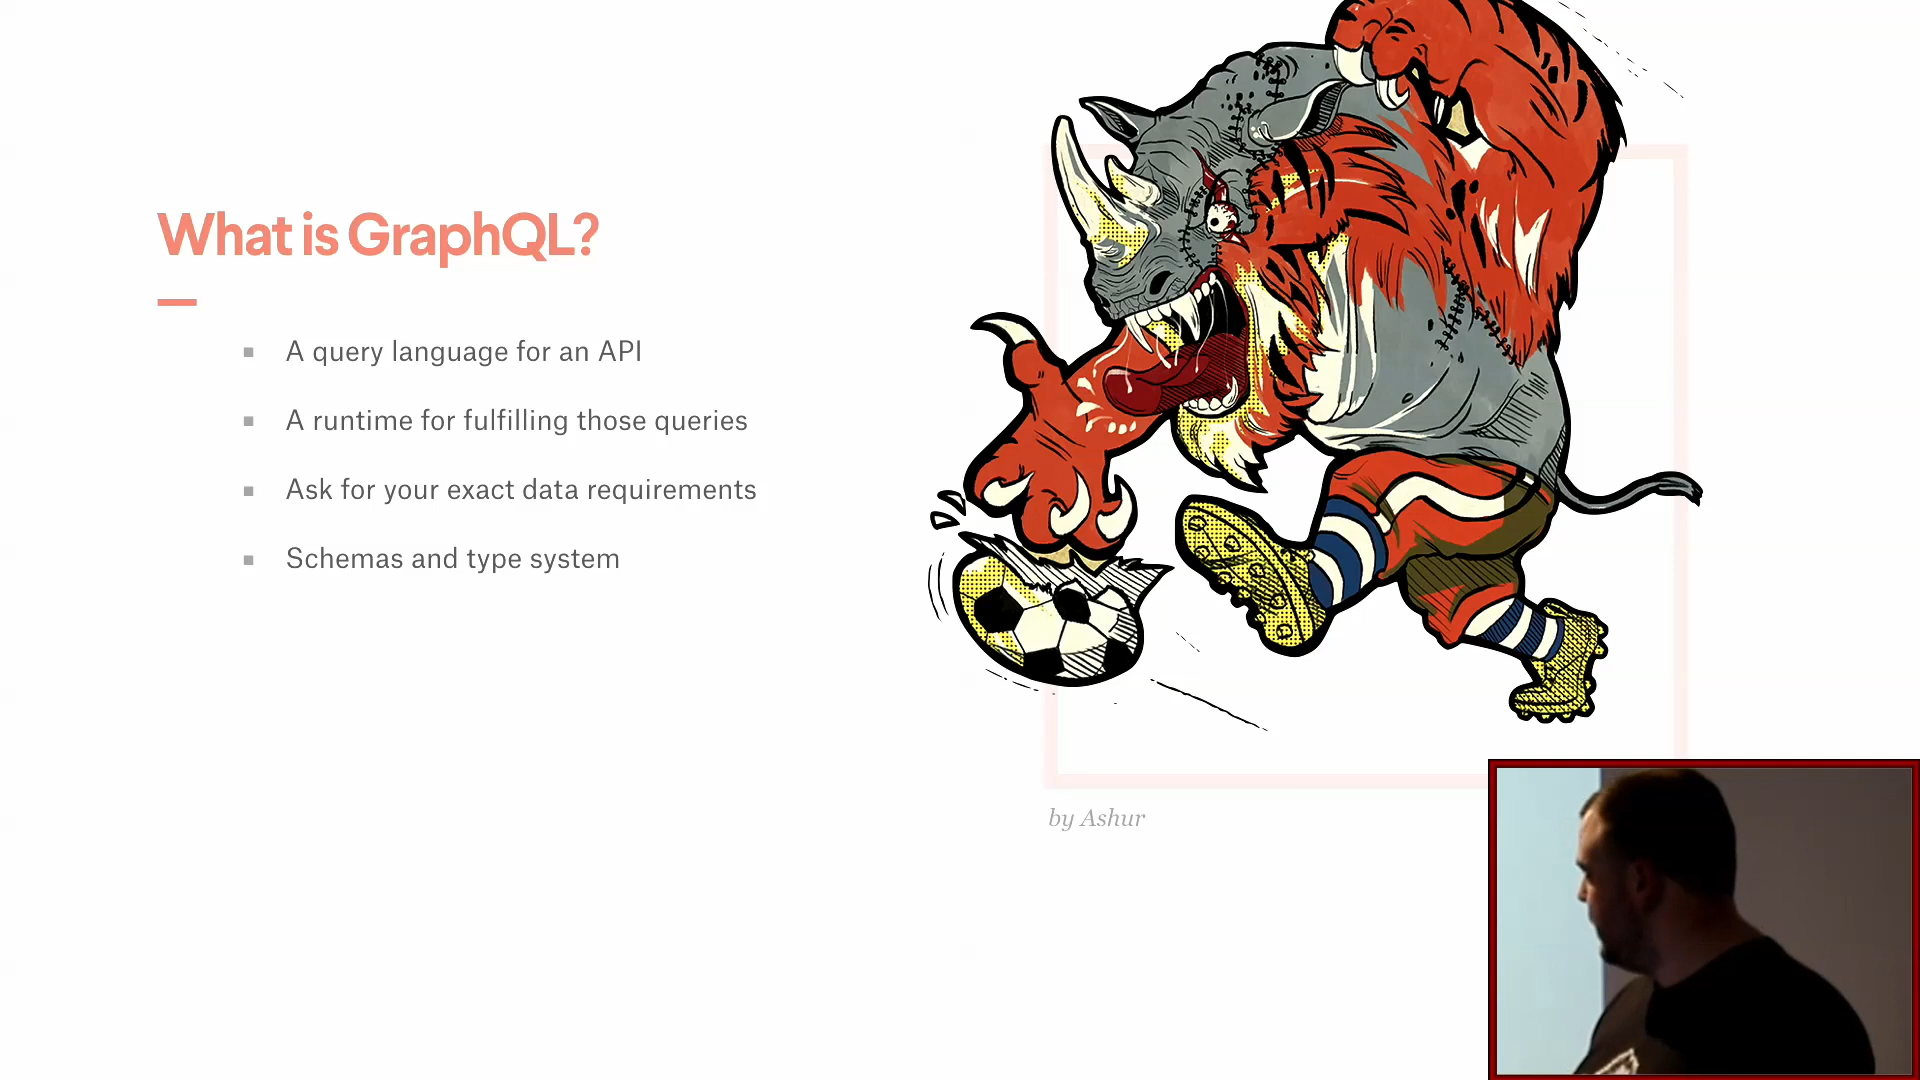 What is GraphQL?
A query language for an API
A runtime for fulfilling those queries
Ask for your exact data requirements
Schemas and type system
by Ashur